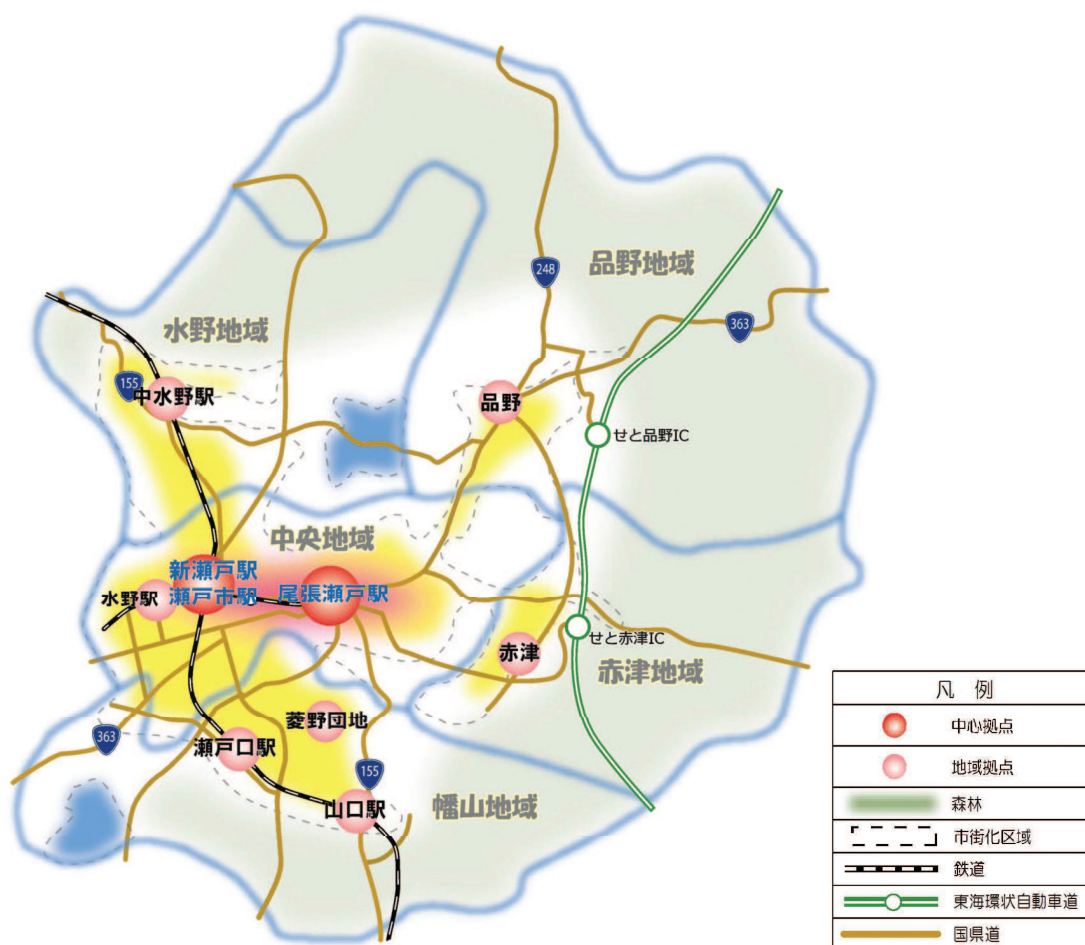 248
品野地域
363
水野地域
155
中水野駅
品野
せと品野IC
中央地域
新瀬戸駅
瀬戸市駅
尾張瀬戸駅
水野駅
せと赤津IC
赤津
赤津地域
菱野団地
363
瀬戸口駅
155
山口駅
幡山地域
凡 例
中心拠点
地域拠点
森林
市街化区域
鉄道
東海環状自動車道
国県道